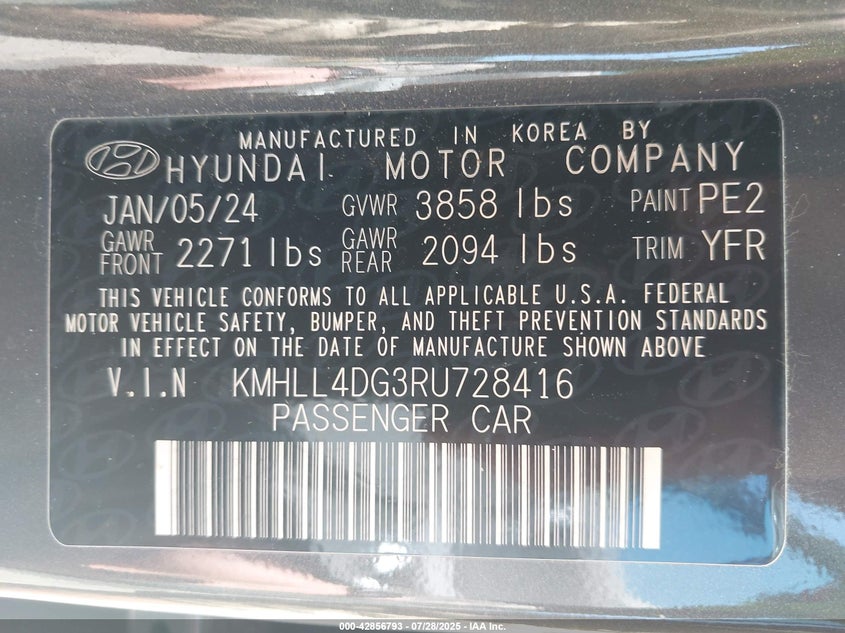 MANUFACTURED IN KOREA BY
HYUNDAI MOTOR COMPANY
JAN/05/24 GVWR 3858 lbs PAINT PE2
GAWR FRONT 2271 lbs GAWR REAR 2094 lbs TRIM YFR
THIS VEHICLE CONFORMS TO ALL APPLICABLE U.S.A. FEDERAL
MOTOR VEHICLE SAFETY, BUMPER, AND THEFT PREVENTION STANDARDS
IN EFFECT ON THE DATE OF MANUFACTURE SHOWN ABOVE
V.I.N KMHLL4DG3RU728416
PASSENGER CAR
000-42856793 - 07/28/2025 - IAA Inc.